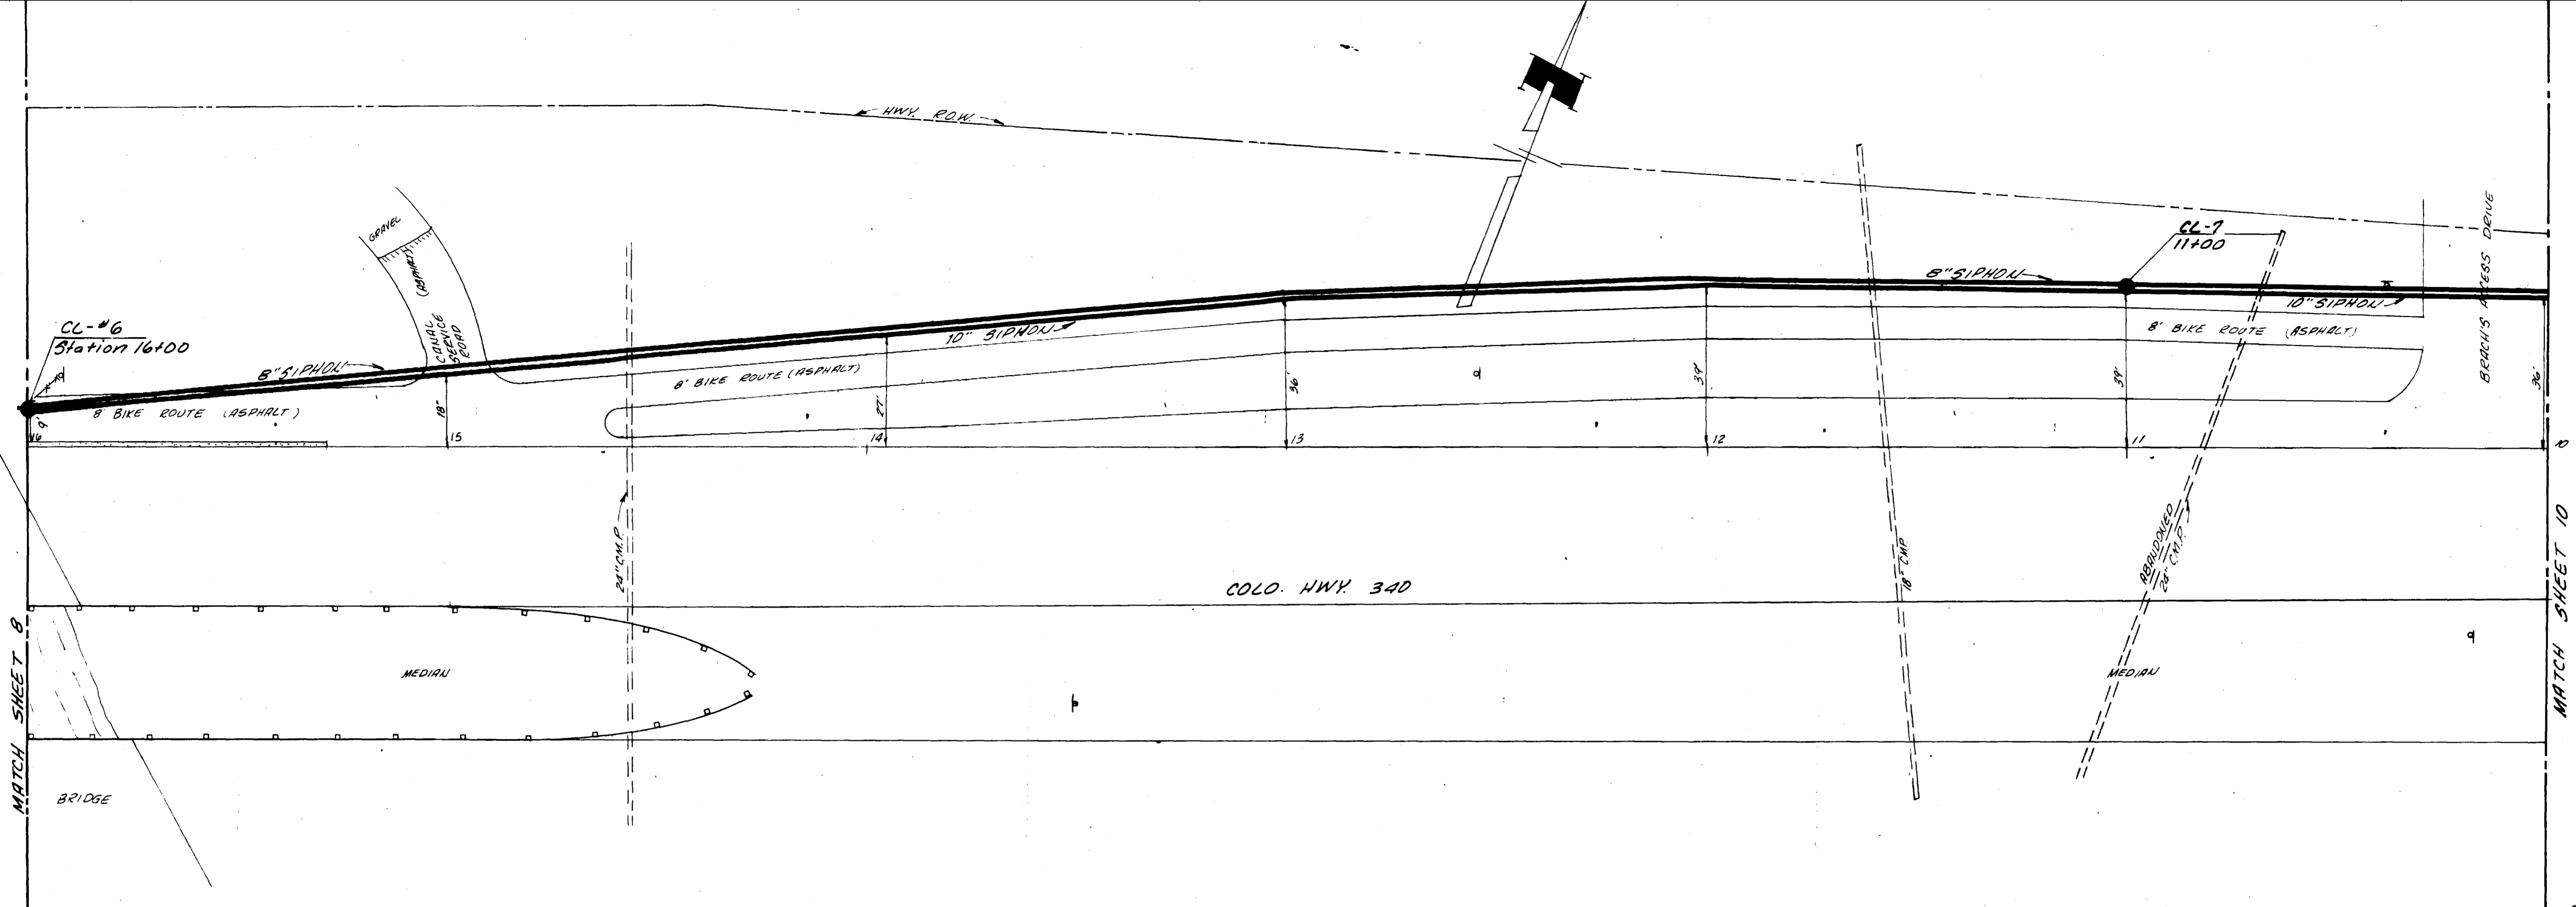 HWY. R.O.W.
GRAVEL
(ASPHALT)
CANAL
SERVICE
ROAD
CL-#6
Station 16+00
8" SIPHON
8' BIKE ROUTE (ASPHALT)
9'
16
18"
15
8' BIKE ROUTE (ASPHALT)
10" SIPHON
27'
14
36'
13
39'
12
8" SIPHON
CL-7
11+00
39'
11
10" SIPHON
8' BIKE ROUTE (ASPHALT)
BRACH'S ACCESS DRIVE
36'
10
24" C.M.P.
COLO. HWY. 340
18" CMP
ABANDONED
24" C.M.P.
MEDIAN
MEDIAN
BRIDGE
MATCH SHEET 8
MATCH SHEET 10